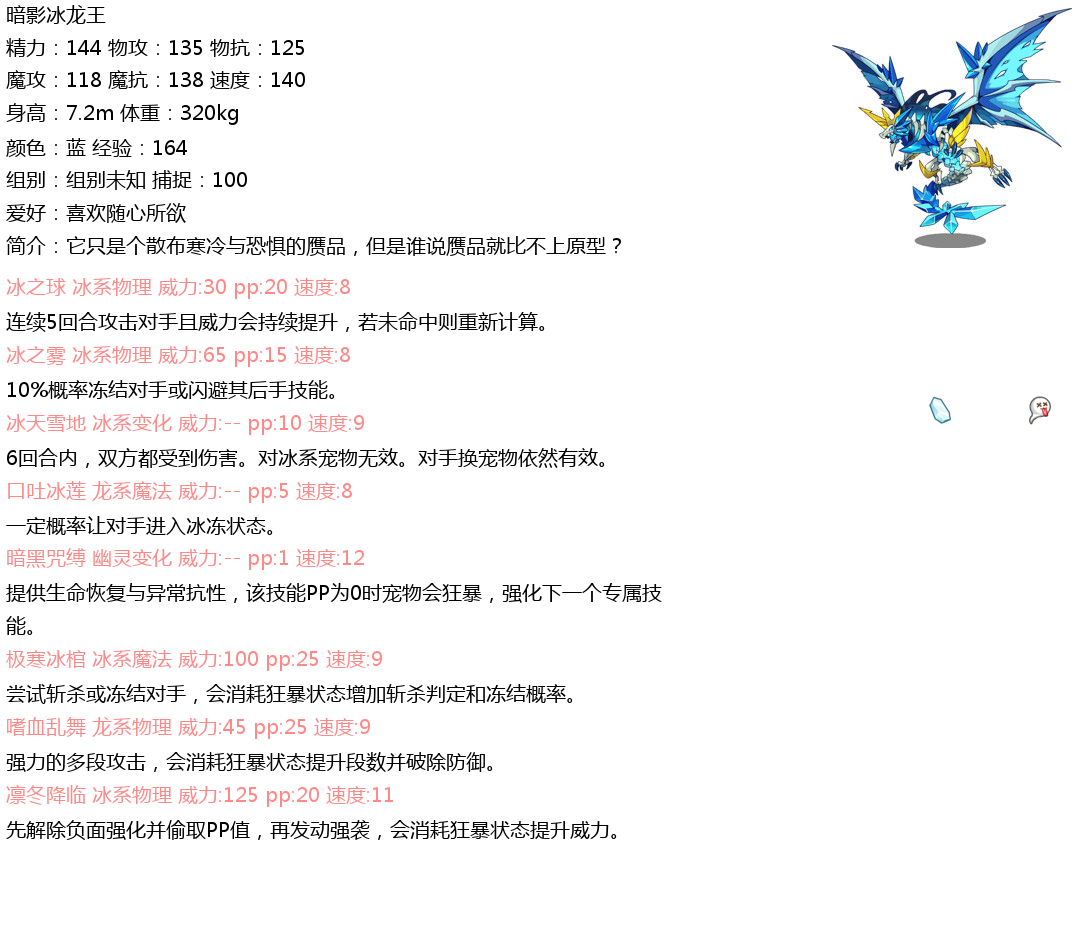 暗影冰龙王
精力：144 物攻：135 物抗：125
魔攻：118 魔抗：138 速度：140
身高：7.2m 体重：320kg
颜色：蓝 经验：164
组别：组别未知 捕捉：100
爱好：喜欢随心所欲
简介：它只是个散布寒冷与恐惧的赝品，但是谁说赝品就比不上原型？
冰之球 冰系物理 威力:30 pp:20 速度:8
连续5回合攻击对手且威力会持续提升，若未命中则重新计算。
冰之雾 冰系物理 威力:65 pp:15 速度:8
10%概率冻结对手或闪避其后手技能。
冰天雪地 冰系变化 威力:-- pp:10 速度:9
6回合内，双方都受到伤害。对冰系宠物无效。对手换宠物依然有效。
口吐冰莲 龙系魔法 威力:-- pp:5 速度:8
一定概率让对手进入冰冻状态。
暗黑咒缚 幽灵变化 威力:-- pp:1 速度:12
提供生命恢复与异常抗性，该技能PP为0时宠物会狂暴，强化下一个专属技
能。
极寒冰棺 冰系魔法 威力:100 pp:25 速度:9
尝试斩杀或冻结对手，会消耗狂暴状态增加斩杀判定和冻结概率。
嗜血乱舞 龙系物理 威力:45 pp:25 速度:9
强力的多段攻击，会消耗狂暴状态提升段数并破除防御。
凛冬降临 冰系物理 威力:125 pp:20 速度:11
先解除负面强化并偷取PP值，再发动强袭，会消耗狂暴状态提升威力。